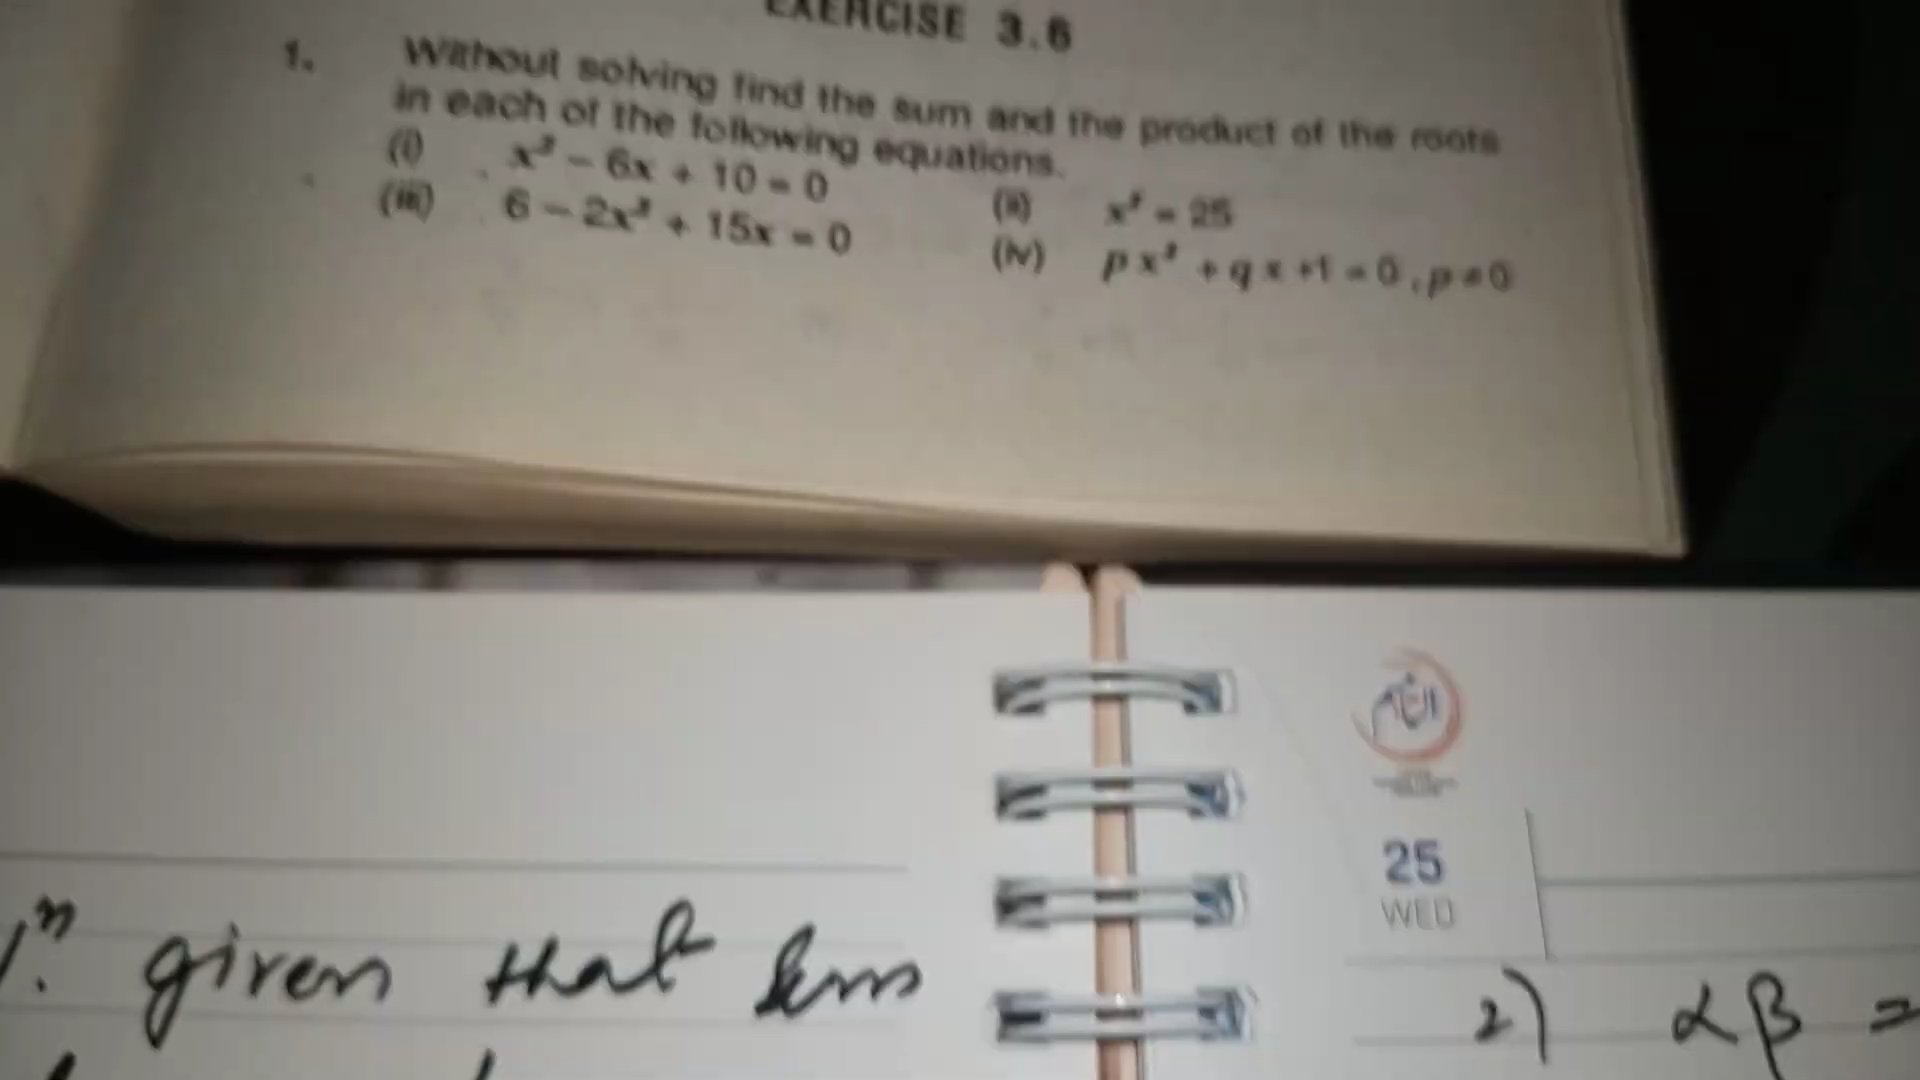 EXERCISE 3.6
1. Without solving find the sum and the product of the roots
in each of the following equations.
(i) x² – 6x + 10 = 0 (ii) x² = 25
(iii) 6 – 2x² + 15x = 0 (iv) px² + qx + 1 = 0, p ≠ 0
25
WED
given that
2) αβ =